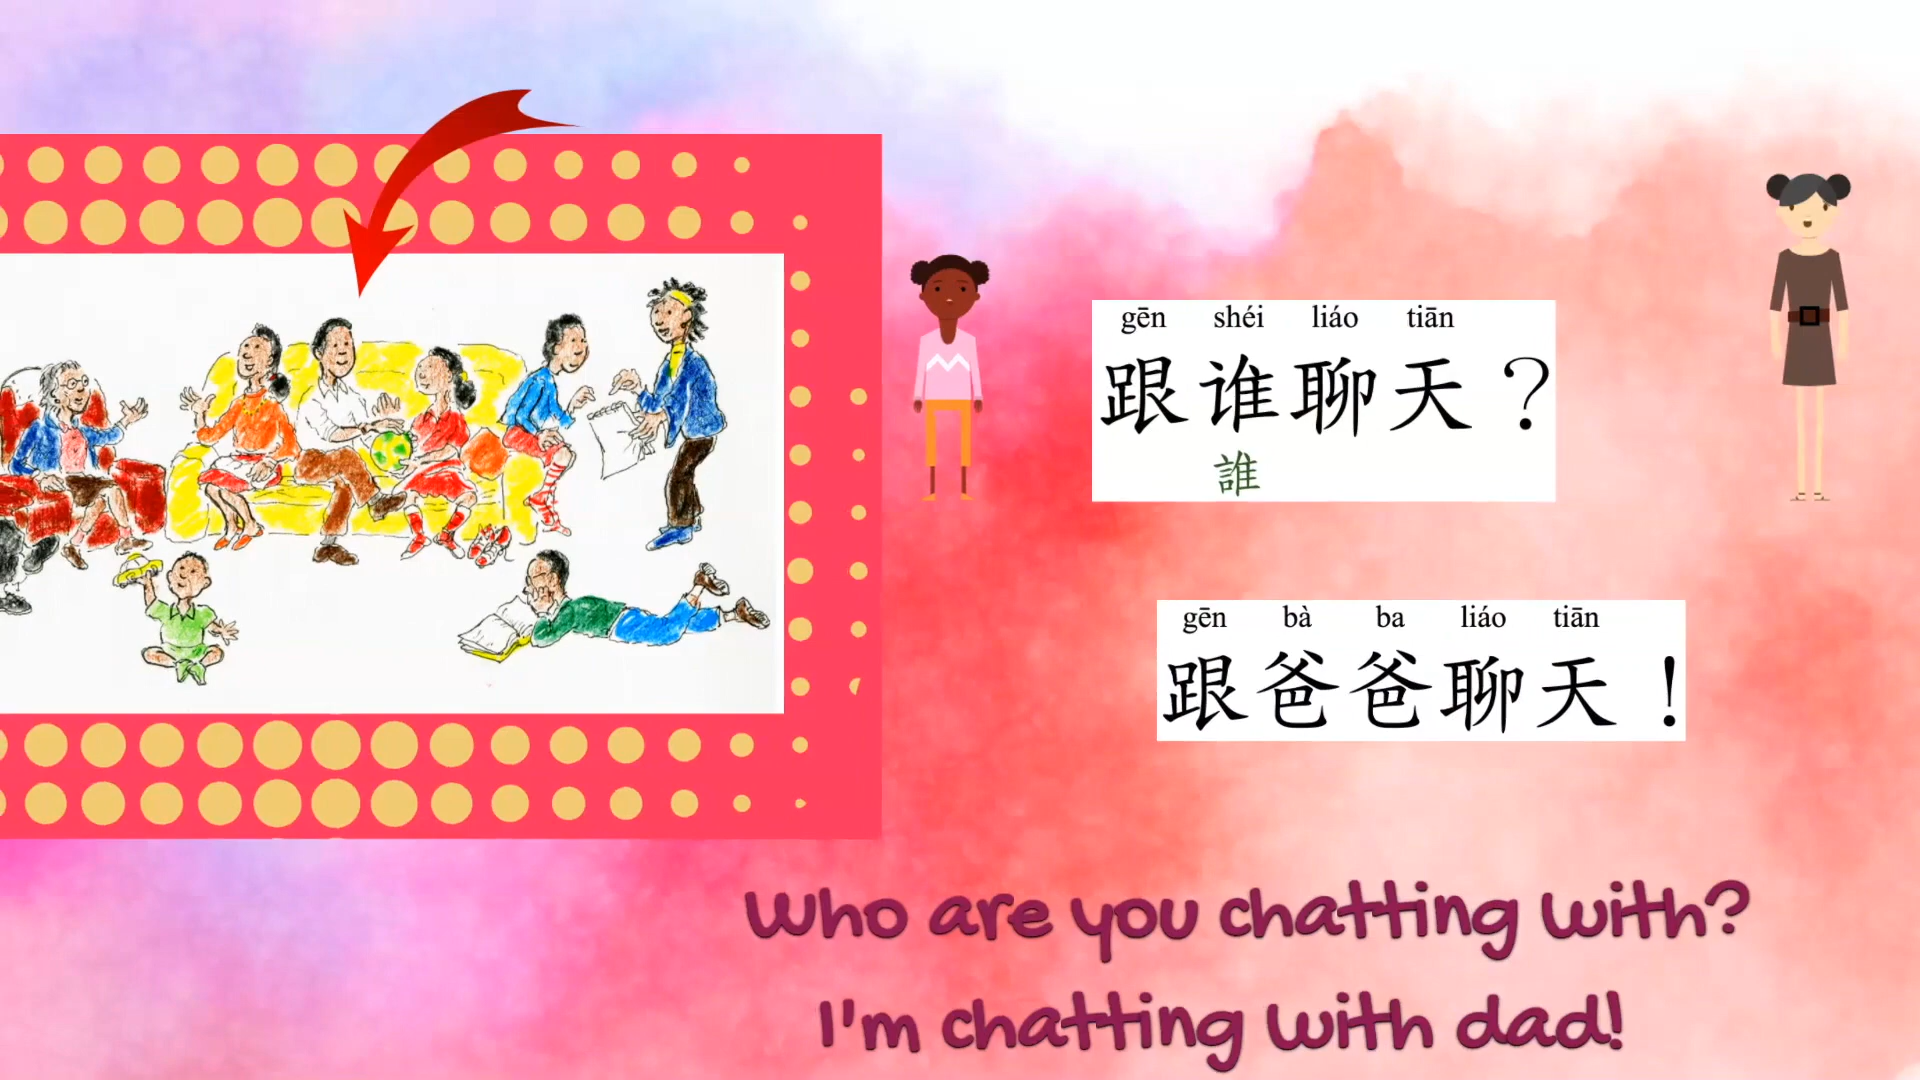 gēn shéi liáo tiān
跟谁聊天？
誰
gēn bà ba liáo tiān
跟爸爸聊天！
Who are you chatting with?
I'm chatting with dad!